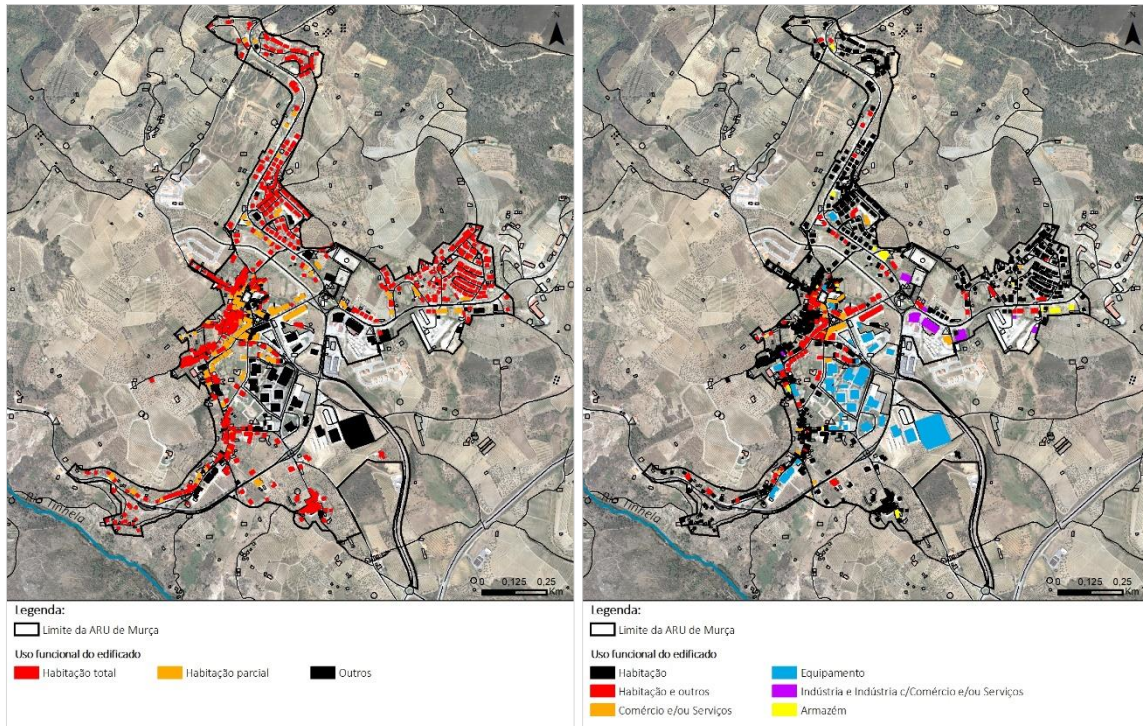 Rio Tinhela
0 0,125 0,25
Km
Legenda:
Limite da ARU de Murça
Uso funcional do edificado
Habitação total Habitação parcial Outros
Rio Tinhela
0 0,125 0,25
Km
Legenda:
Limite da ARU de Murça
Uso funcional do edificado
Habitação Equipamento
Habitação e outros Indústria e Indústria c/Comércio e/ou Serviços
Comércio e/ou Serviços Armazém